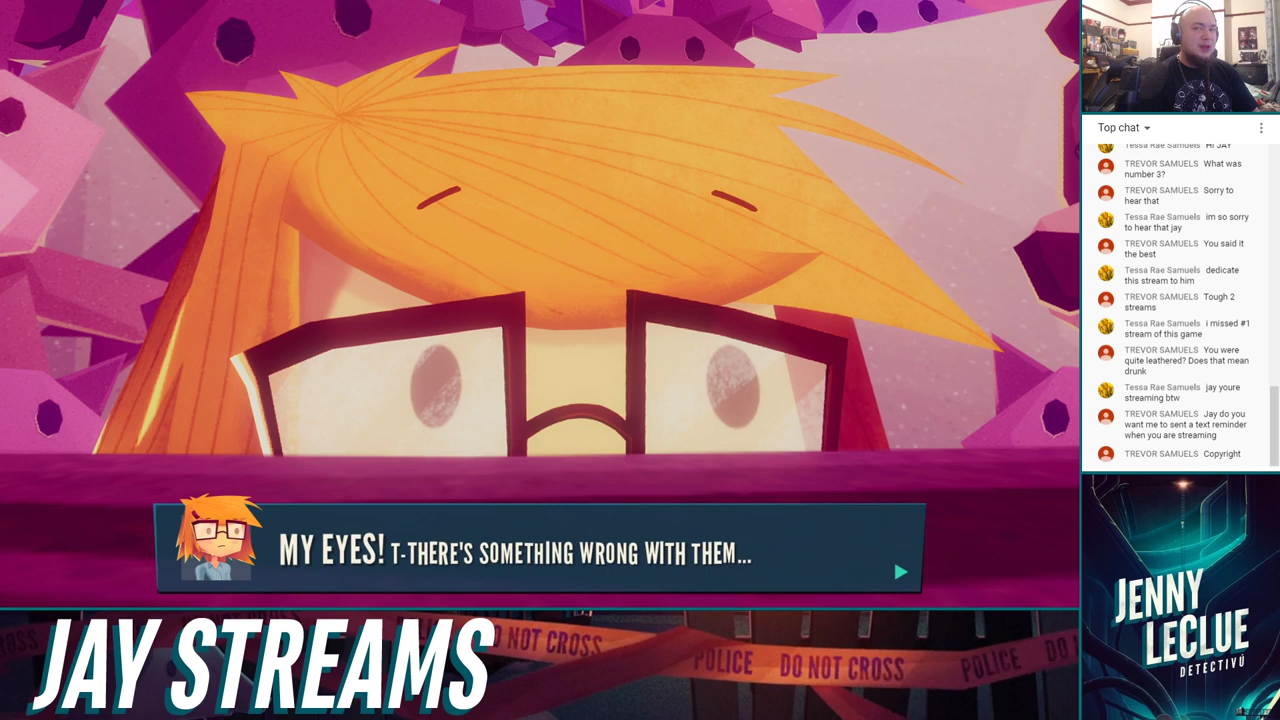 MY EYES! T-THERE'S SOMETHING WRONG WITH THEM...
JAY STREAMS
DO NOT CROSS
POLICE DO NOT CROSS
POLICE DO
Top chat
Tessa Rae Samuels Hi JAY
TREVOR SAMUELS What was
number 3?
TREVOR SAMUELS Sorry to
hear that
Tessa Rae Samuels im so sorry
to hear that jay
TREVOR SAMUELS You said it
the best
Tessa Rae Samuels dedicate
this stream to him
TREVOR SAMUELS Tough 2
streams
Tessa Rae Samuels i missed #1
stream of this game
TREVOR SAMUELS You were
quite leathered? Does that mean
drunk
Tessa Rae Samuels jay youre
streaming btw
TREVOR SAMUELS Jay do you
want me to sent a text reminder
when you are streaming
TREVOR SAMUELS Copyright
JENNY
LECLUE
DETECTIVÚ